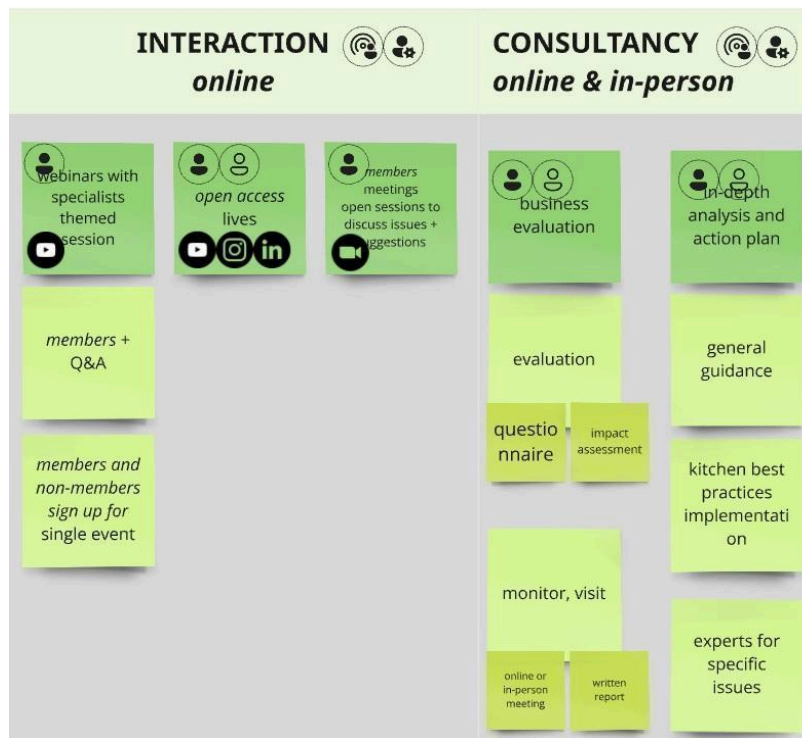 INTERACTION
online
CONSULTANCY
online & in-person
webinars with
specialists
themed
session
open access
lives
members
meetings
open sessions to
discuss issues +
suggestions
business
evaluation
in-depth
analysis and
action plan
members +
Q&A
evaluation
general
guidance
questio
nnaire
impact
assessment
members and
non-members
sign up for
single event
kitchen best
practices
implementati
on
monitor, visit
online or
in-person
meeting
written
report
experts for
specific
issues